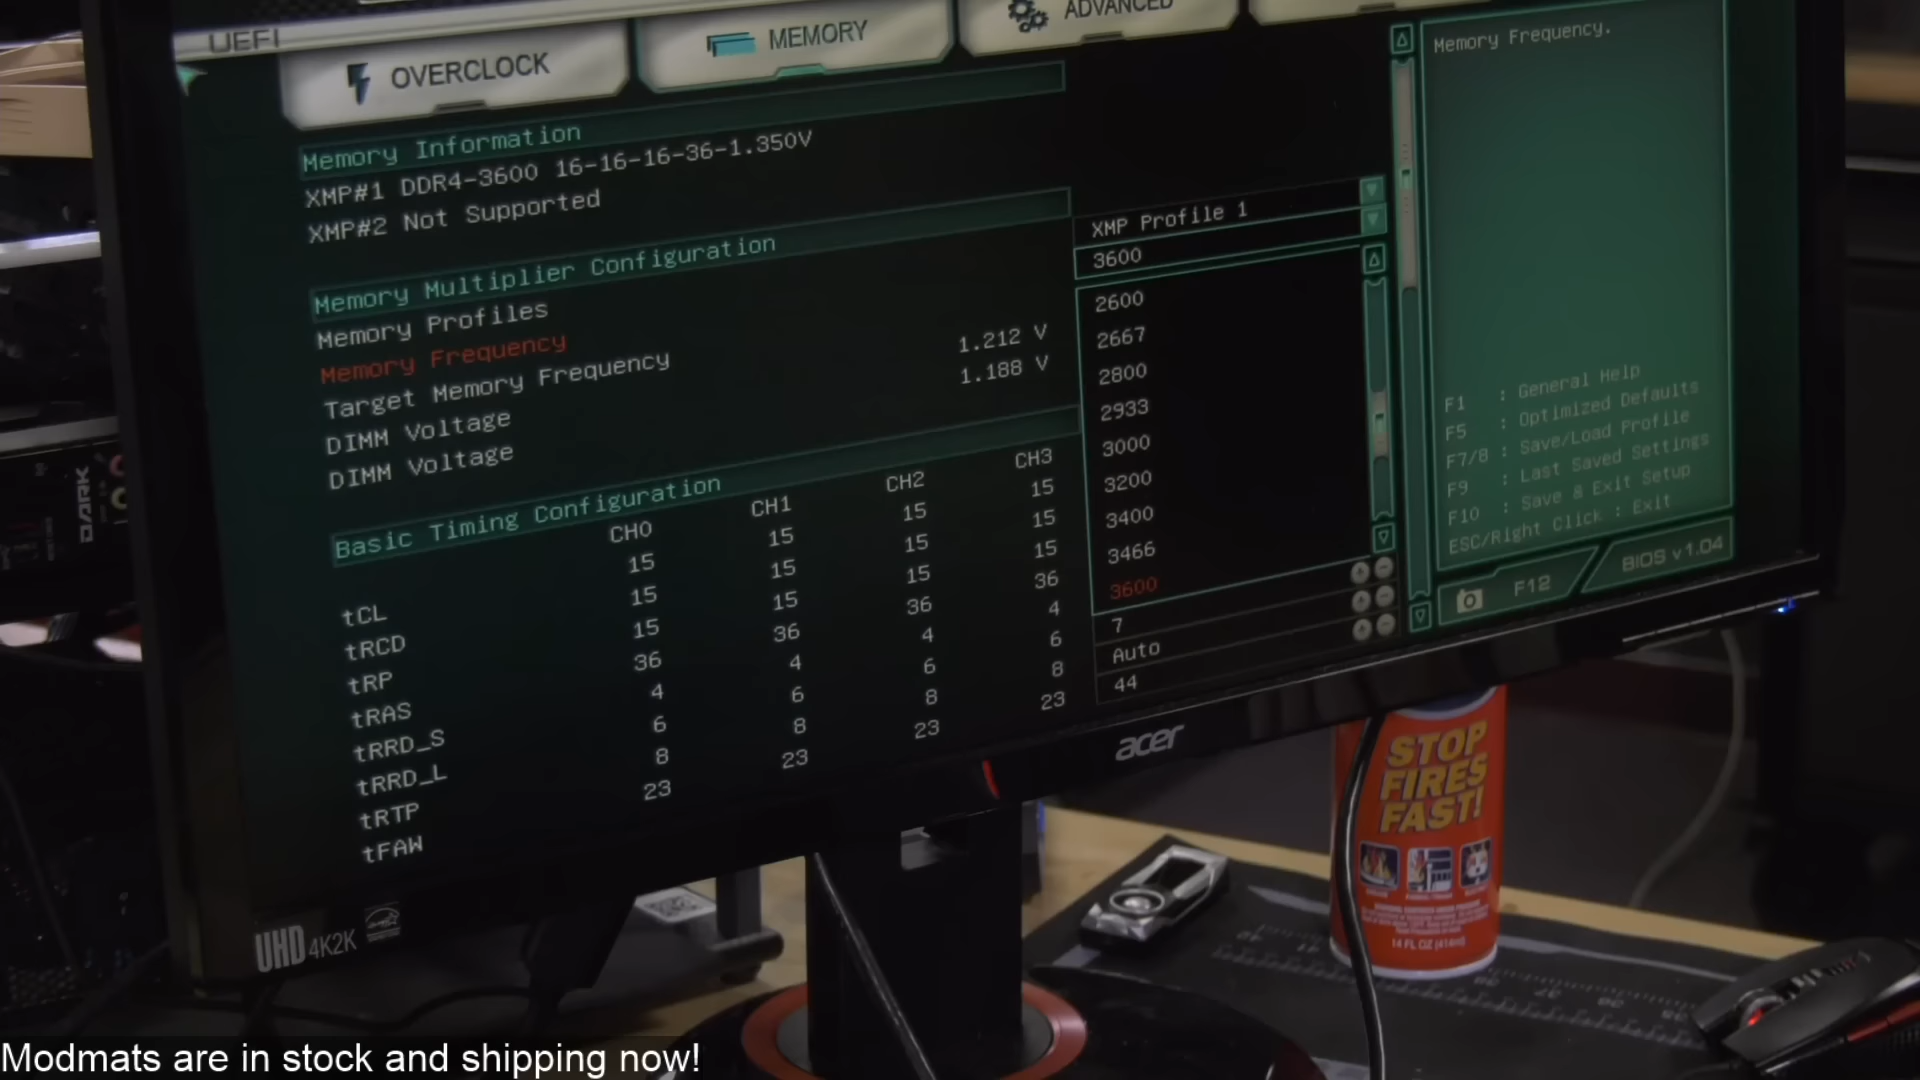 UEFI
OVERCLOCK
MEMORY
ADVANCED
Memory Information
XMP#1 DDR4-3600 16-16-16-36-1.350V
XMP#2 Not Supported
Memory Multiplier Configuration
Memory Profiles
XMP Profile 1
Memory Frequency
3600
Target Memory Frequency
DIMM Voltage 1.212 V
DIMM Voltage 1.188 V
2600
2667
2800
2933
3000
3200
3400
3466
3600
7
Auto
44
Basic Timing Configuration
CH0 CH1 CH2 CH3
tCL 15 15 15 15
tRCD 15 15 15 15
tRP 15 15 15 15
tRAS 36 36 36 36
tRRD_S 4 4 4 4
tRRD_L 6 6 6 6
tRTP 8 8 8 8
tFAW 23 23 23 23
Memory Frequency.
F1 : General Help
F5 : Optimized Defaults
F7/8 : Save/Load Profile
F9 : Last Saved Settings
F10 : Save & Exit Setup
ESC/Right Click : Exit
F12
BIOS v1.04
acer
UHD 4K2K
DARK
STOP
FIRES
FAST!
14 FL OZ
Modmats are in stock and shipping now!